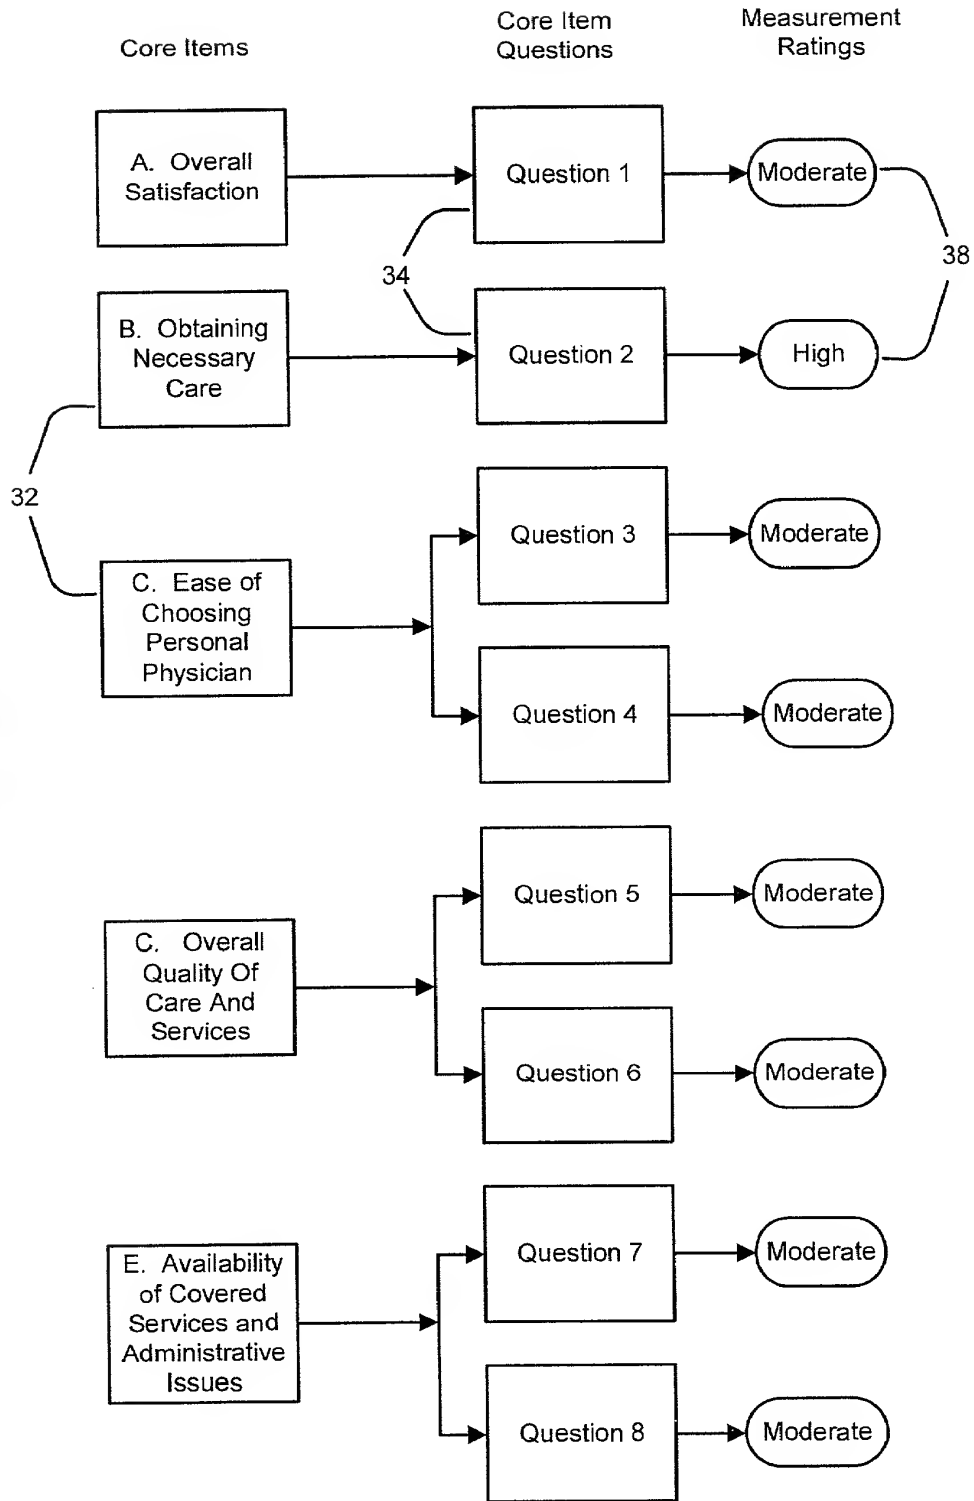 Core Items
Core Item
Questions
Measurement
Ratings
A. Overall
Satisfaction
Question 1
Moderate
34
38
B. Obtaining
Necessary
Care
Question 2
High
32
C. Ease of
Choosing
Personal
Physician
Question 3
Moderate
Question 4
Moderate
C. Overall
Quality Of
Care And
Services
Question 5
Moderate
Question 6
Moderate
E. Availability
of Covered
Services and
Administrative
Issues
Question 7
Moderate
Question 8
Moderate